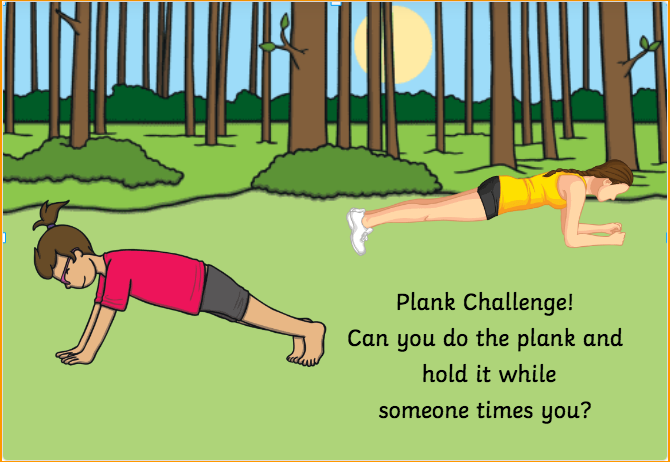 Plank Challenge!
Can you do the plank and
hold it while
someone times you?